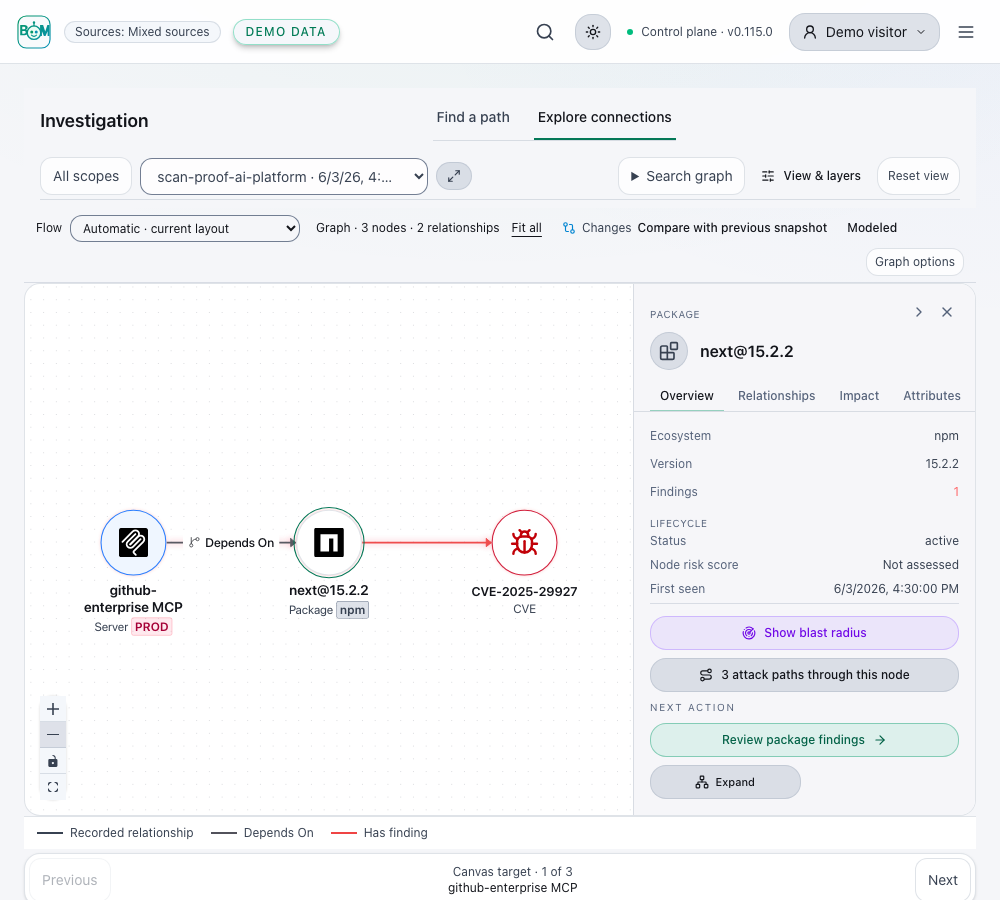 BOM
Sources: Mixed sources
DEMO DATA
Control plane · v0.115.0
Demo visitor
Investigation
Find a path
Explore connections
All scopes
scan-proof-ai-platform · 6/3/26, 4:...
Search graph
View & layers
Reset view
Flow
Automatic · current layout
Graph · 3 nodes · 2 relationships
Fit all
Changes
Compare with previous snapshot
Modeled
Graph options
Depends On
github-
enterprise MCP
Server PROD
next@15.2.2
Package npm
CVE-2025-29927
CVE
PACKAGE
next@15.2.2
Overview
Relationships
Impact
Attributes
Ecosystem npm
Version 15.2.2
Findings 1
LIFECYCLE
Status active
Node risk score Not assessed
First seen 6/3/2026, 4:30:00 PM
Show blast radius
3 attack paths through this node
NEXT ACTION
Review package findings
Expand
Recorded relationship
Depends On
Has finding
Previous
Canvas target · 1 of 3
github-enterprise MCP
Next